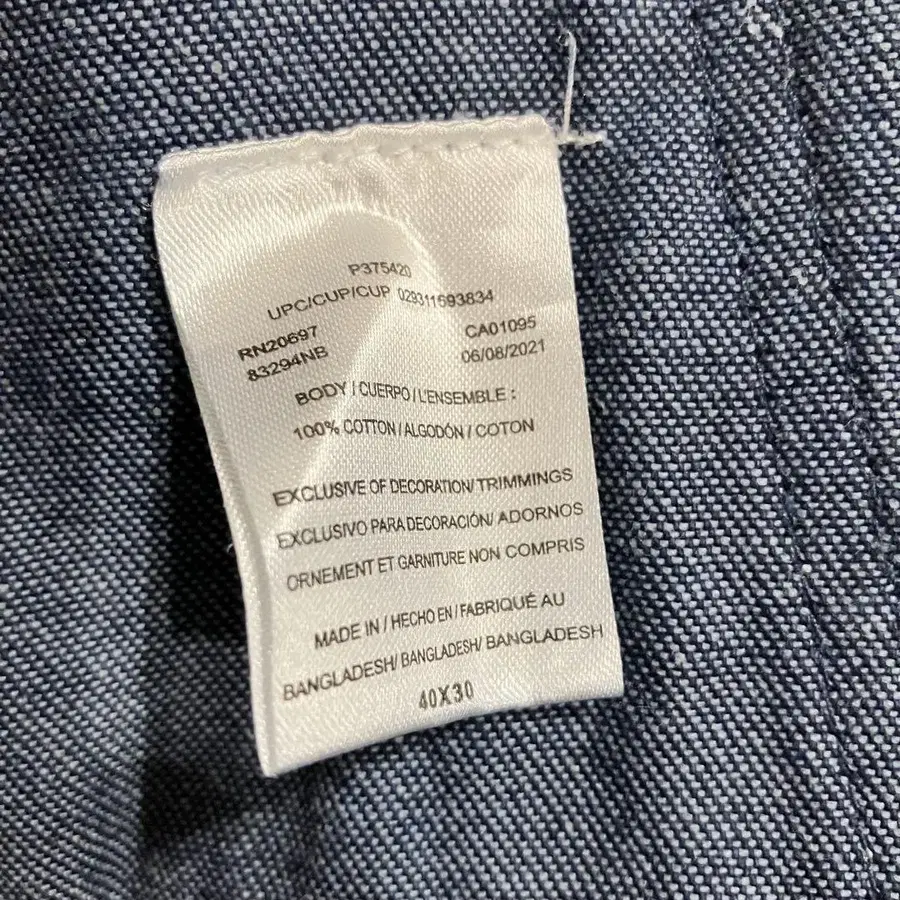 P375420
UPC/CUP/CUP 029311693834
RN20697 CA01095
83294NB 06/08/2021
BODY / CUERPO / L'ENSEMBLE :
100% COTTON / ALGODÓN / COTON
EXCLUSIVE OF DECORATION/ TRIMMINGS
EXCLUSIVO PARA DECORACIÓN/ ADORNOS
ORNEMENT ET GARNITURE NON COMPRIS
MADE IN / HECHO EN / FABRIQUÉ AU
BANGLADESH/ BANGLADESH/ BANGLADESH
40X30